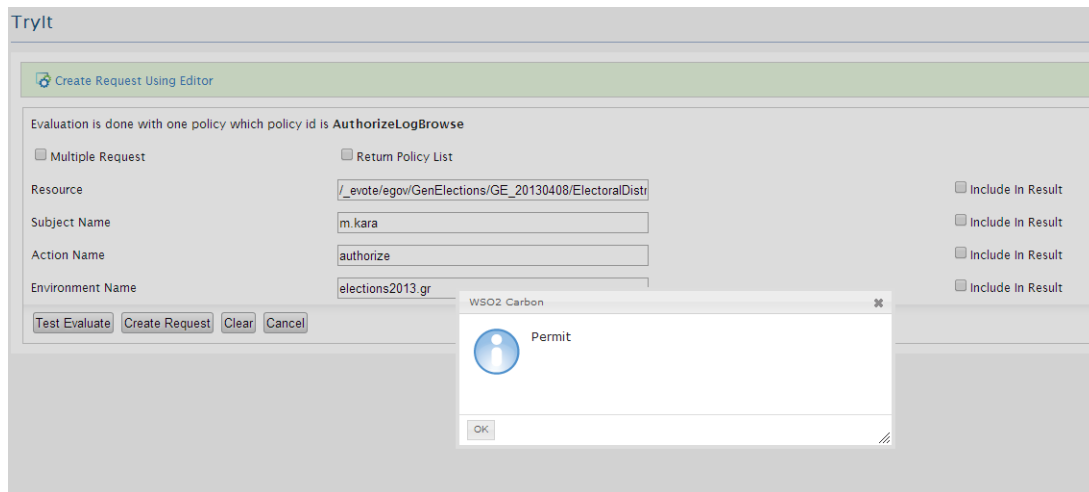 TryIt
Create Request Using Editor
Evaluation is done with one policy which policy id is AuthorizeLogBrowse
Multiple Request Return Policy List
Resource /_evote/egov/GenElections/GE_20130408/ElectoralDistr Include In Result
Subject Name m.kara Include In Result
Action Name authorize Include In Result
Environment Name elections2013.gr Include In Result
WSO2 Carbon
Test Evaluate Create Request Clear Cancel
Permit
OK